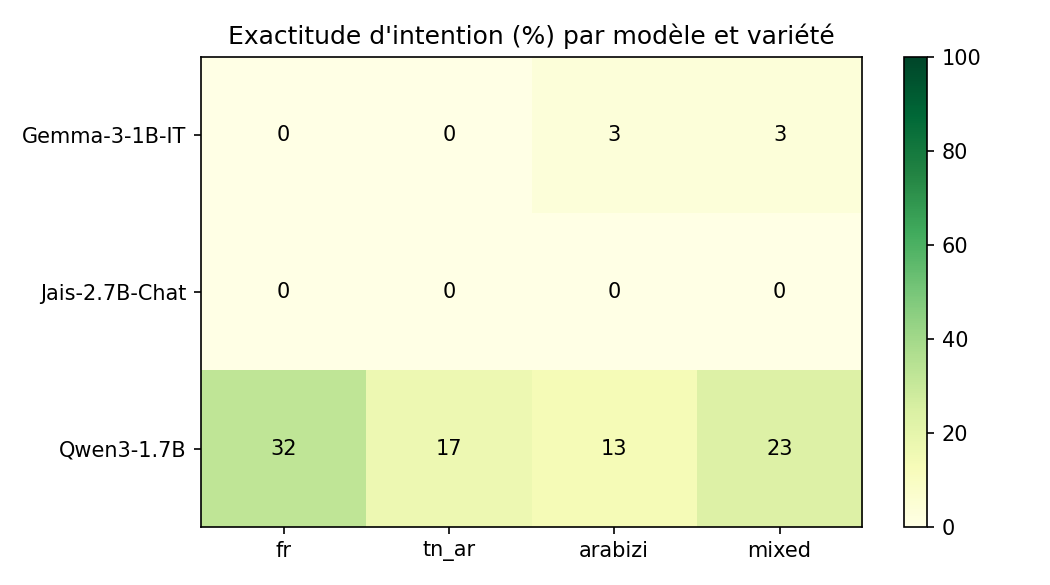 Exactitude d'intention (%) par modèle et variété
Gemma-3-1B-IT 0 0 3 3
Jais-2.7B-Chat 0 0 0 0
Qwen3-1.7B 32 17 13 23
fr tn_ar arabizi mixed
100
80
60
40
20
0